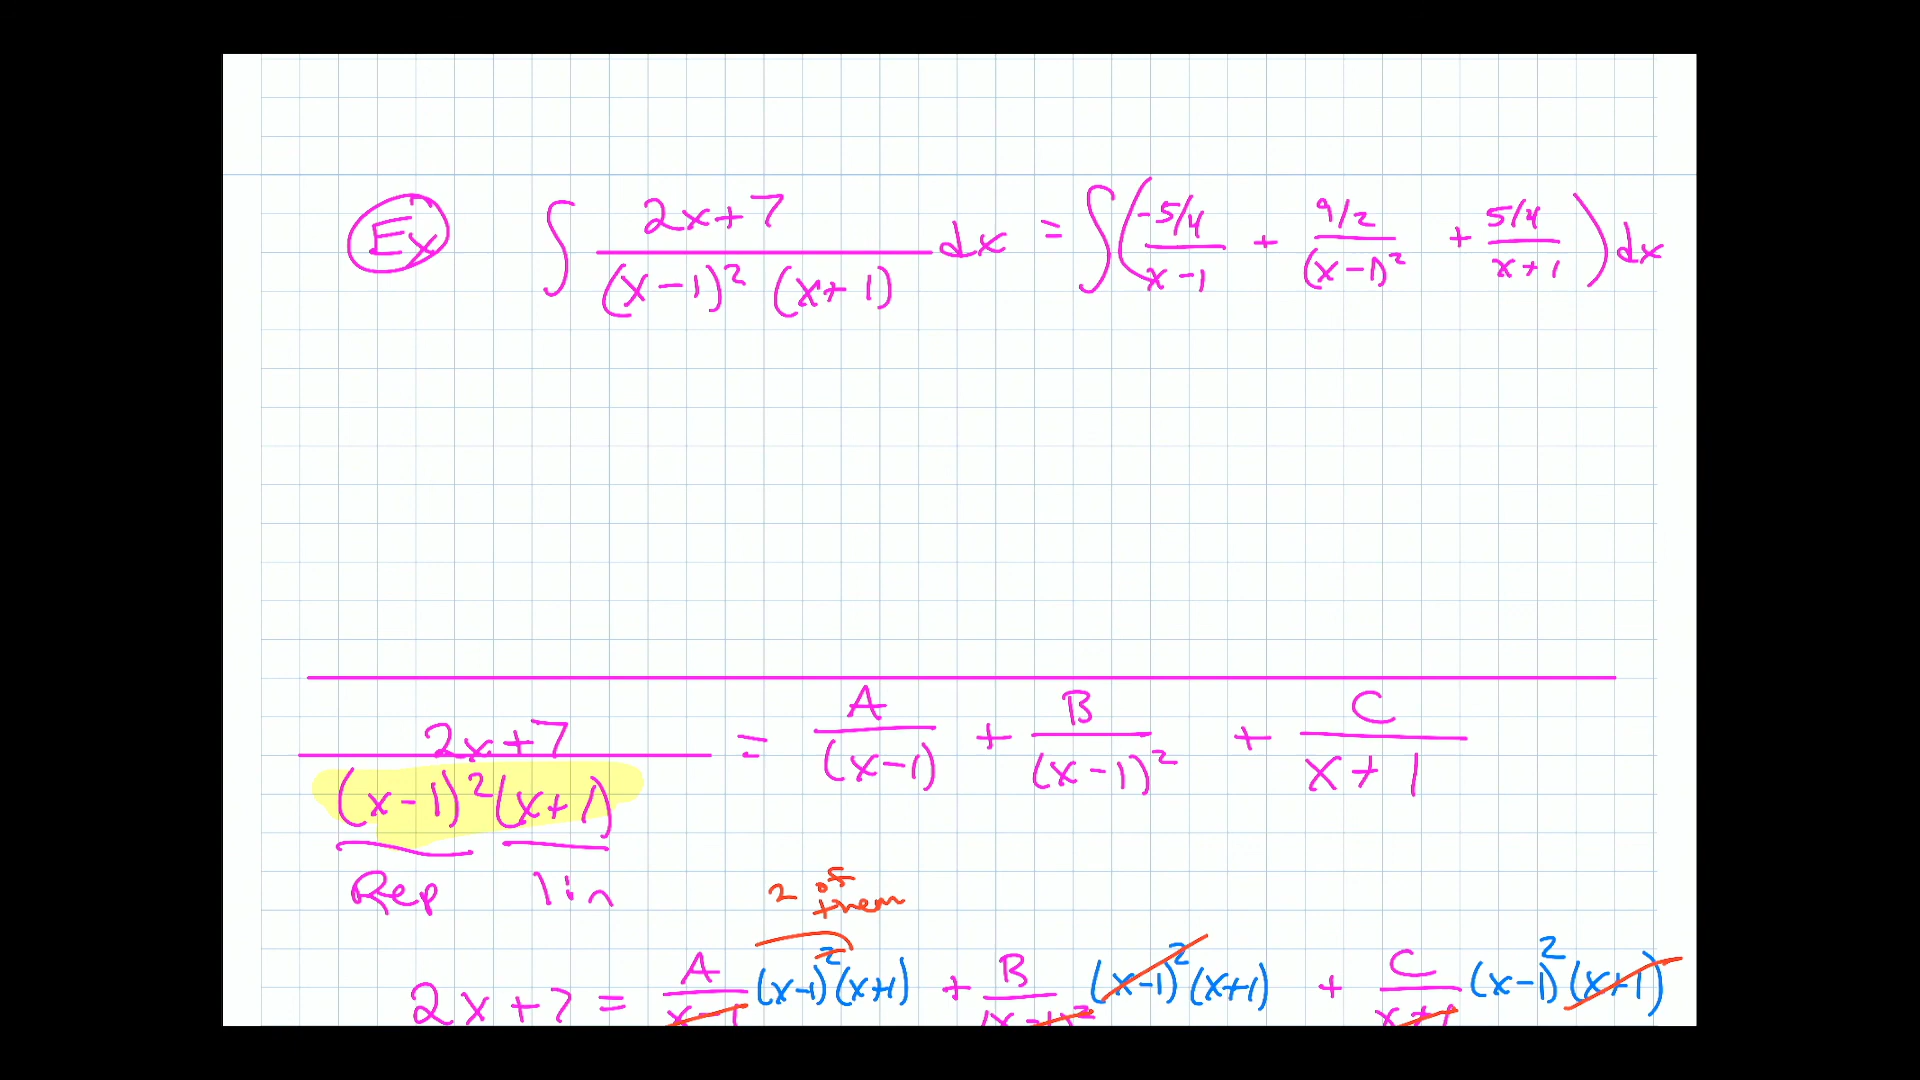 Ex ∫ (2x+7)/((x-1)² (x+1)) dx = ∫ ( (-5/4)/(x-1) + (9/2)/(x-1)² + (5/4)/(x+1) ) dx
(2x+7)/((x-1)²(x+1)) = A/(x-1) + B/(x-1)² + C/(x+1)
Rep lin
2 of them
2x+7 = A/(x-1) (x-1)²(x+1) + B/(x-1)² (x-1)²(x+1) + C/(x+1) (x-1)²(x+1)